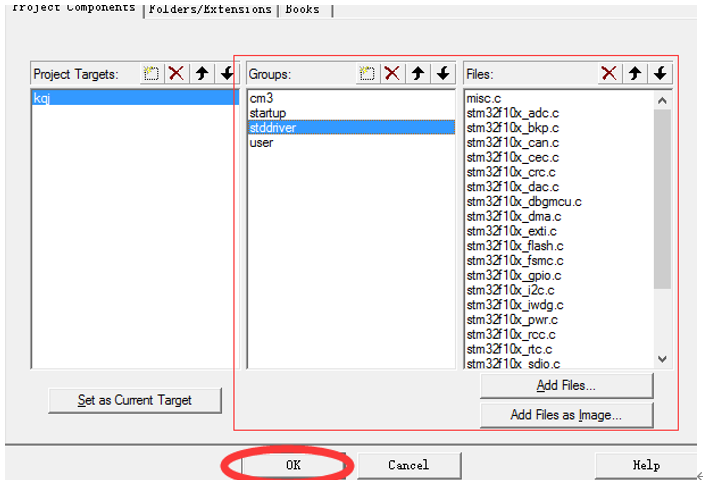 Project Components Folders/Extensions Books
Project Targets: Groups: Files:
kqj
cm3
startup
stddriver
user
misc.c
stm32f10x_adc.c
stm32f10x_bkp.c
stm32f10x_can.c
stm32f10x_cec.c
stm32f10x_crc.c
stm32f10x_dac.c
stm32f10x_dbgmcu.c
stm32f10x_dma.c
stm32f10x_exti.c
stm32f10x_flash.c
stm32f10x_fsmc.c
stm32f10x_gpio.c
stm32f10x_i2c.c
stm32f10x_iwdg.c
stm32f10x_pwr.c
stm32f10x_rcc.c
stm32f10x_rtc.c
stm32f10x_sdio.c
Set as Current Target
Add Files...
Add Files as Image...
OK Cancel Help